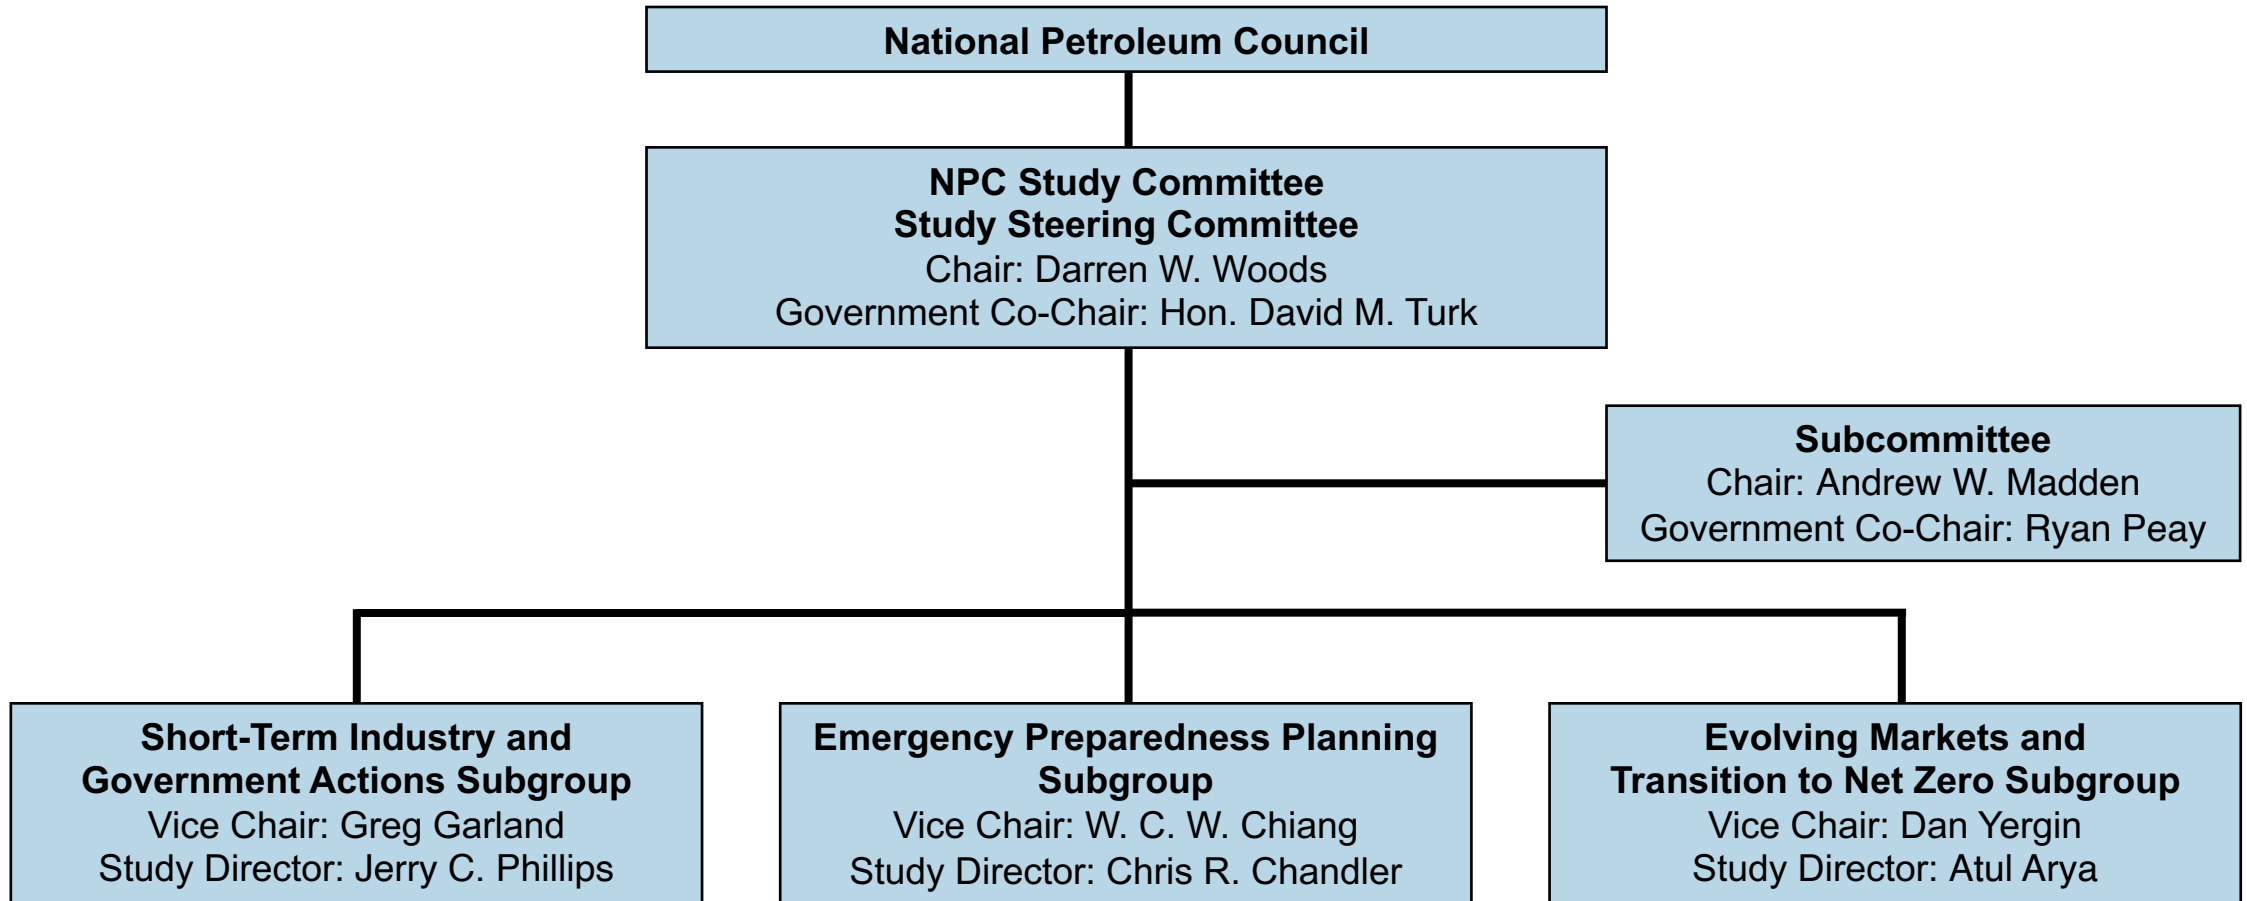 National Petroleum Council
NPC Study Committee
Study Steering Committee
Chair: Darren W. Woods
Government Co-Chair: Hon. David M. Turk
Subcommittee
Chair: Andrew W. Madden
Government Co-Chair: Ryan Peay
Short-Term Industry and
Government Actions Subgroup
Vice Chair: Greg Garland
Study Director: Jerry C. Phillips
Emergency Preparedness Planning
Subgroup
Vice Chair: W. C. W. Chiang
Study Director: Chris R. Chandler
Evolving Markets and
Transition to Net Zero Subgroup
Vice Chair: Dan Yergin
Study Director: Atul Arya